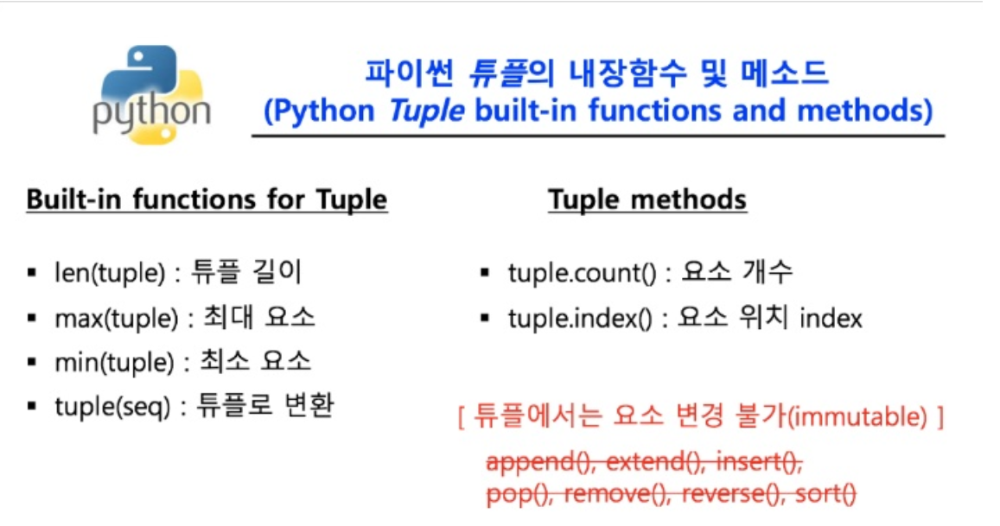 python
파이썬 튜플의 내장함수 및 메소드
(Python Tuple built-in functions and methods)
Built-in functions for Tuple
▪ len(tuple) : 튜플 길이
▪ max(tuple) : 최대 요소
▪ min(tuple) : 최소 요소
▪ tuple(seq) : 튜플로 변환
Tuple methods
▪ tuple.count() : 요소 개수
▪ tuple.index() : 요소 위치 index
[ 튜플에서는 요소 변경 불가(immutable) ]
append(), extend(), insert(),
pop(), remove(), reverse(), sort()